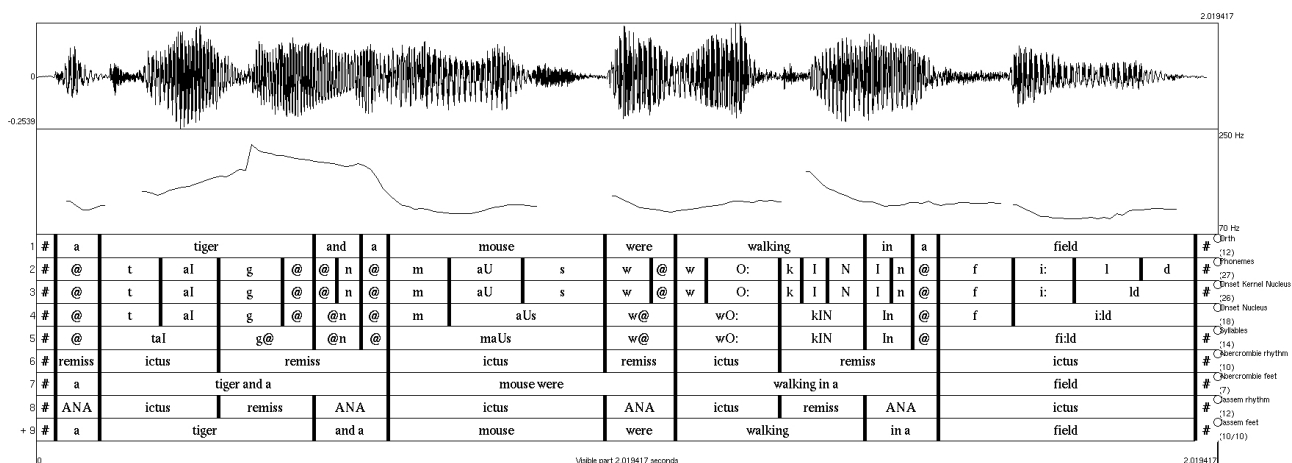 2.019417
0
-0.2539
250 Hz
70 Hz
1 # a tiger and a mouse were walking in a field # Orth (12)
2 # @ t aI g @ @ n @ m aU s w @ w O: k I N I n @ f i: l d # Phonemes (27)
3 # @ t aI g @ @ n @ m aU s w @ w O: k I N I n @ f i: ld # Onset Kernel Nucleus (26)
4 # @ t aI g @ @n @ m aUs w@ wO: kIN In @ f i:ld # Onset Nucleus (18)
5 # @ taI g@ @n @ maUs w@ wO: kIN In @ fi:ld # Syllables (14)
6 # remiss ictus remiss ictus remiss ictus remiss ictus # Abercrombie rhythm (10)
7 # a tiger and a mouse were walking in a field # Abercrombie feet (7)
8 # ANA ictus remiss ANA ictus ANA ictus remiss ANA ictus # Jassem rhythm (12)
+ 9 # a tiger and a mouse were walking in a field # Jassem feet (10/10)
0 Visible part 2.019417 seconds 2.019417